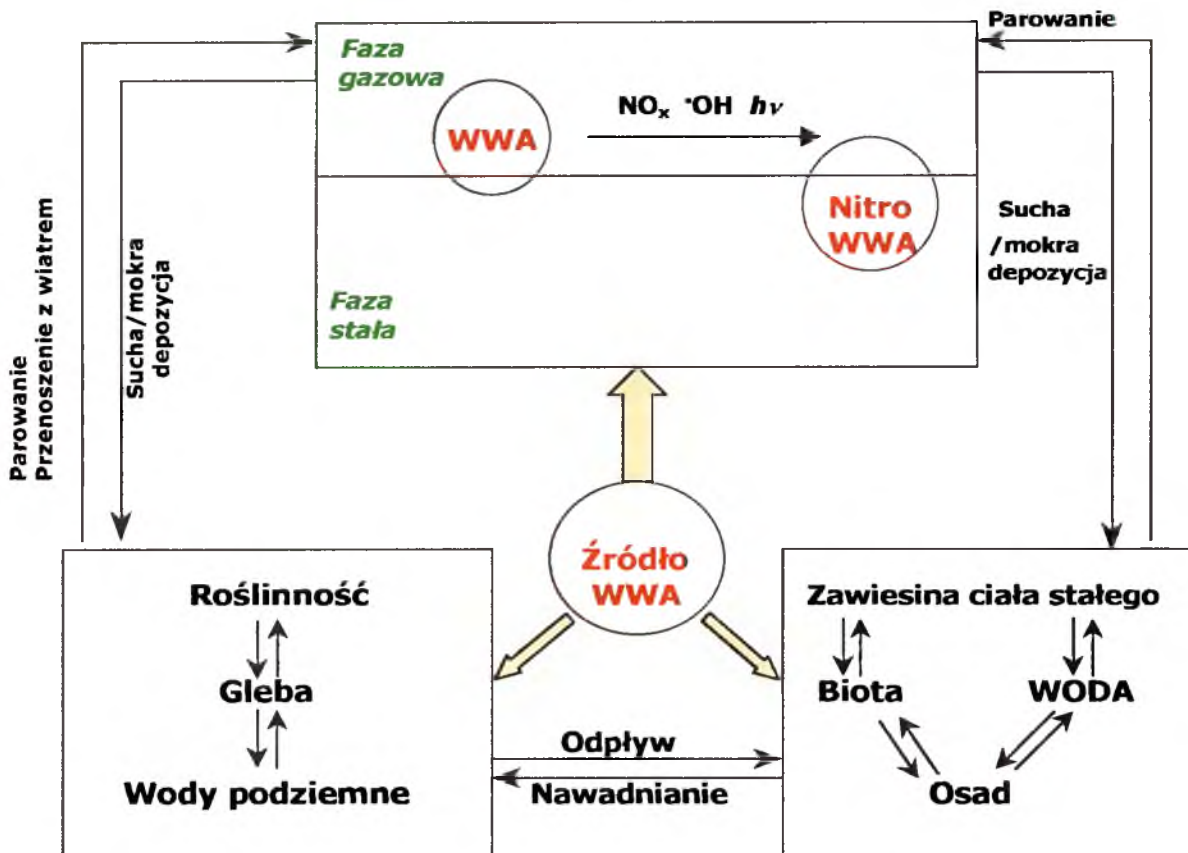 Parowanie
Faza
gazowa
NOx •OH hν
WWA
Nitro
WWA
Sucha
/mokra
depozycja
Faza
stała
Parowanie
Przenoszenie z wiatrem
Sucha/mokra
depozycja
Źródło
WWA
Roślinność
Gleba
Wody podziemne
Odpływ
Nawadnianie
Zawiesina ciała stałego
Biota WODA
Osad